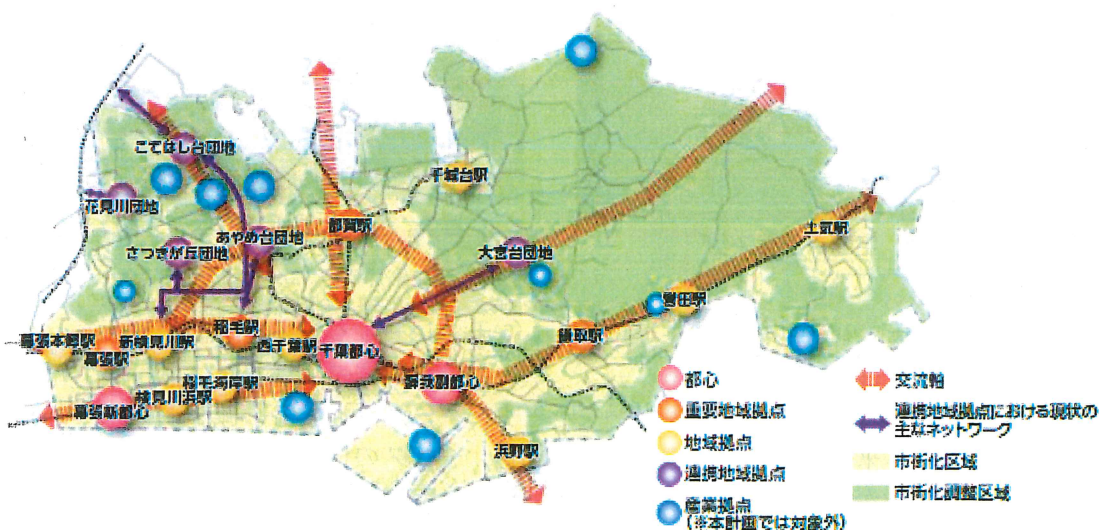 こてはし台団地
千城台駅
花見川団地
都賀駅
あやめ台団地
さつきが丘団地
大宮台団地
土気駅
誉田駅
幕張本郷駅
幕張駅
新検見川駅
稲毛駅
西千葉駅
千葉都心
鎌取駅
稲毛海岸駅
検見川浜駅
幕張新都心
蘇我副都心
浜野駅
都心
重要地域拠点
地域拠点
連携地域拠点
産業拠点
(※本計画では対象外)
交流軸
連携地域拠点における現状の
主なネットワーク
市街化区域
市街化調整区域